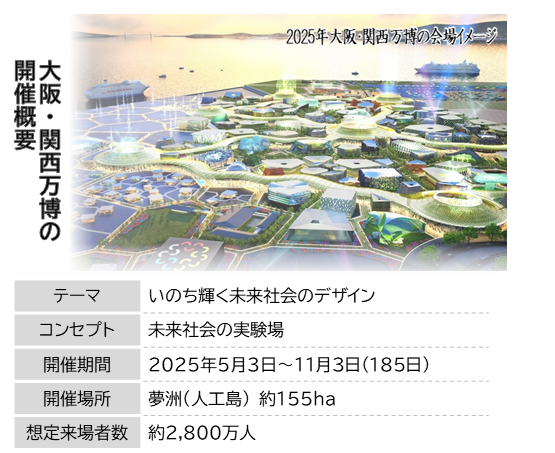 2025年大阪・関西万博の会場イメージ
大阪・関西万博の
開催概要
テーマ
いのち輝く未来社会のデザイン
コンセプト
未来社会の実験場
開催期間
2025年5月3日～11月3日(185日)
開催場所
夢洲(人工島) 約155ha
想定来場者数
約2,800万人